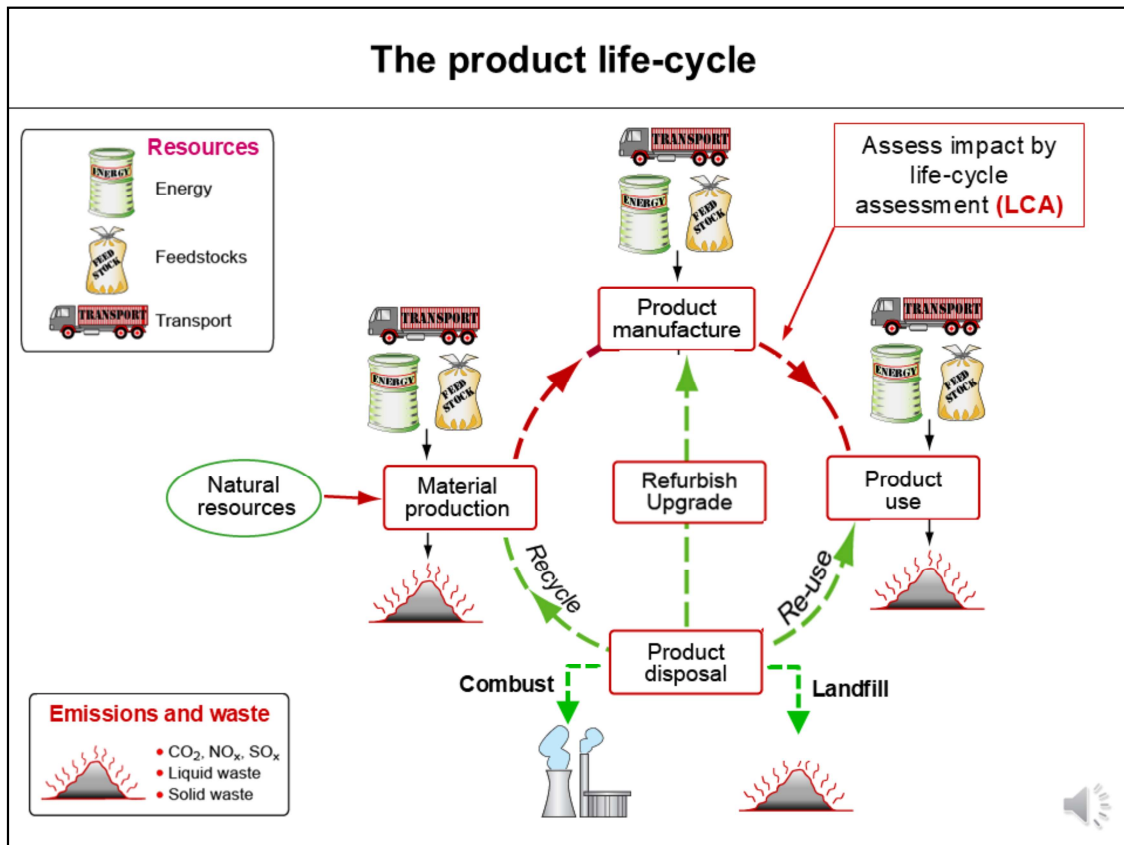 The product life-cycle
Resources
ENERGY
Energy
FEED
STOCK
Feedstocks
TRANSPORT
Transport
TRANSPORT
ENERGY
FEED
STOCK
Assess impact by
life-cycle
assessment (LCA)
Product
manufacture
TRANSPORT
ENERGY
FEED
STOCK
TRANSPORT
ENERGY
FEED
STOCK
Natural
resources
Material
production
Refurbish
Upgrade
Product
use
Recycle
Re-use
Product
disposal
Combust
Landfill
Emissions and waste
• CO₂, NOₓ, SOₓ
• Liquid waste
• Solid waste